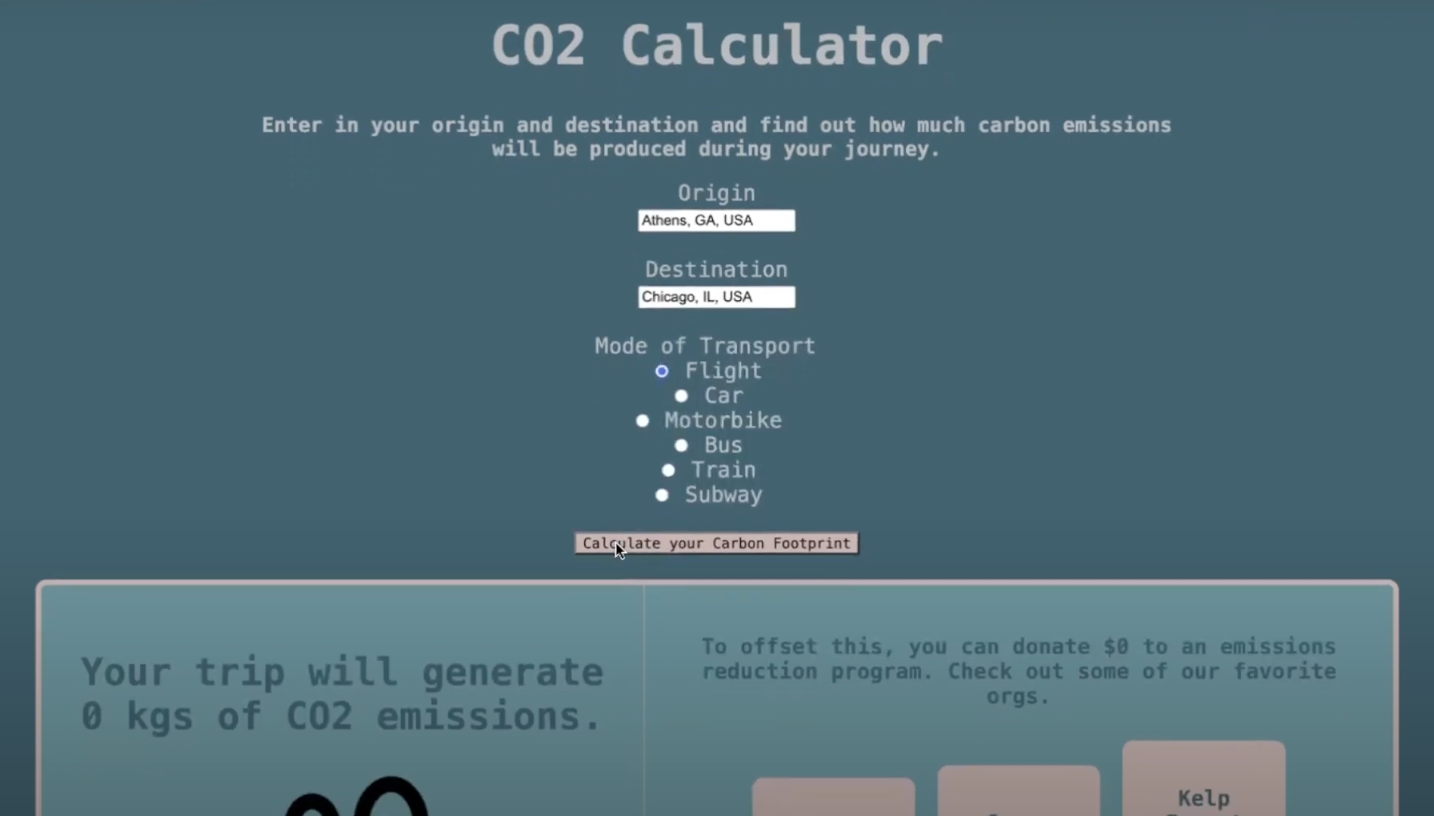 CO2 Calculator
Enter in your origin and destination and find out how much carbon emissions
will be produced during your journey.
Origin
Athens, GA, USA
Destination
Chicago, IL, USA
Mode of Transport
Flight
Car
Motorbike
Bus
Train
Subway
Calculate your Carbon Footprint
Your trip will generate
0 kgs of CO2 emissions.
To offset this, you can donate $0 to an emissions
reduction program. Check out some of our favorite
orgs.
Kelp